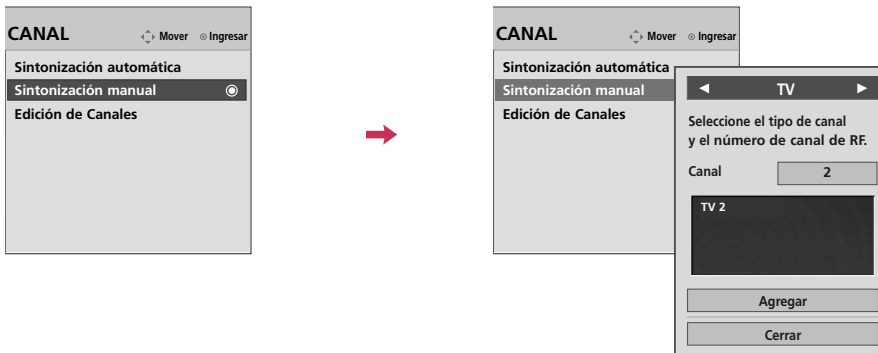 CANAL Mover Ingresar
Sintonización automática
Sintonización manual
Edición de Canales
CANAL Mover Ingresar
Sintonización automática
Sintonización manual
Edición de Canales
TV
Seleccione el tipo de canal
y el número de canal de RF.
Canal 2
TV 2
Agregar
Cerrar